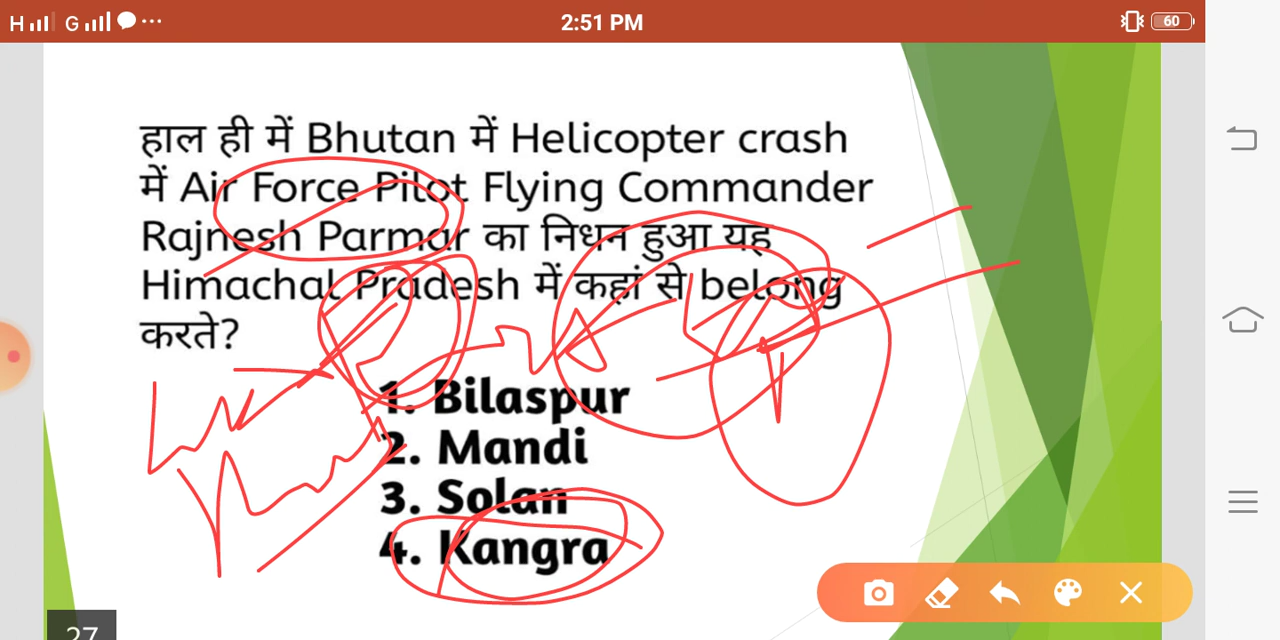 H G 2:51 PM 60
हाल ही में Bhutan में Helicopter crash
में Air Force Pilot Flying Commander
Rajnesh Parmar का निधन हुआ यह
Himachal Pradesh में कहां से belong
करते?
1. Bilaspur
2. Mandi
3. Solan
4. Kangra
27